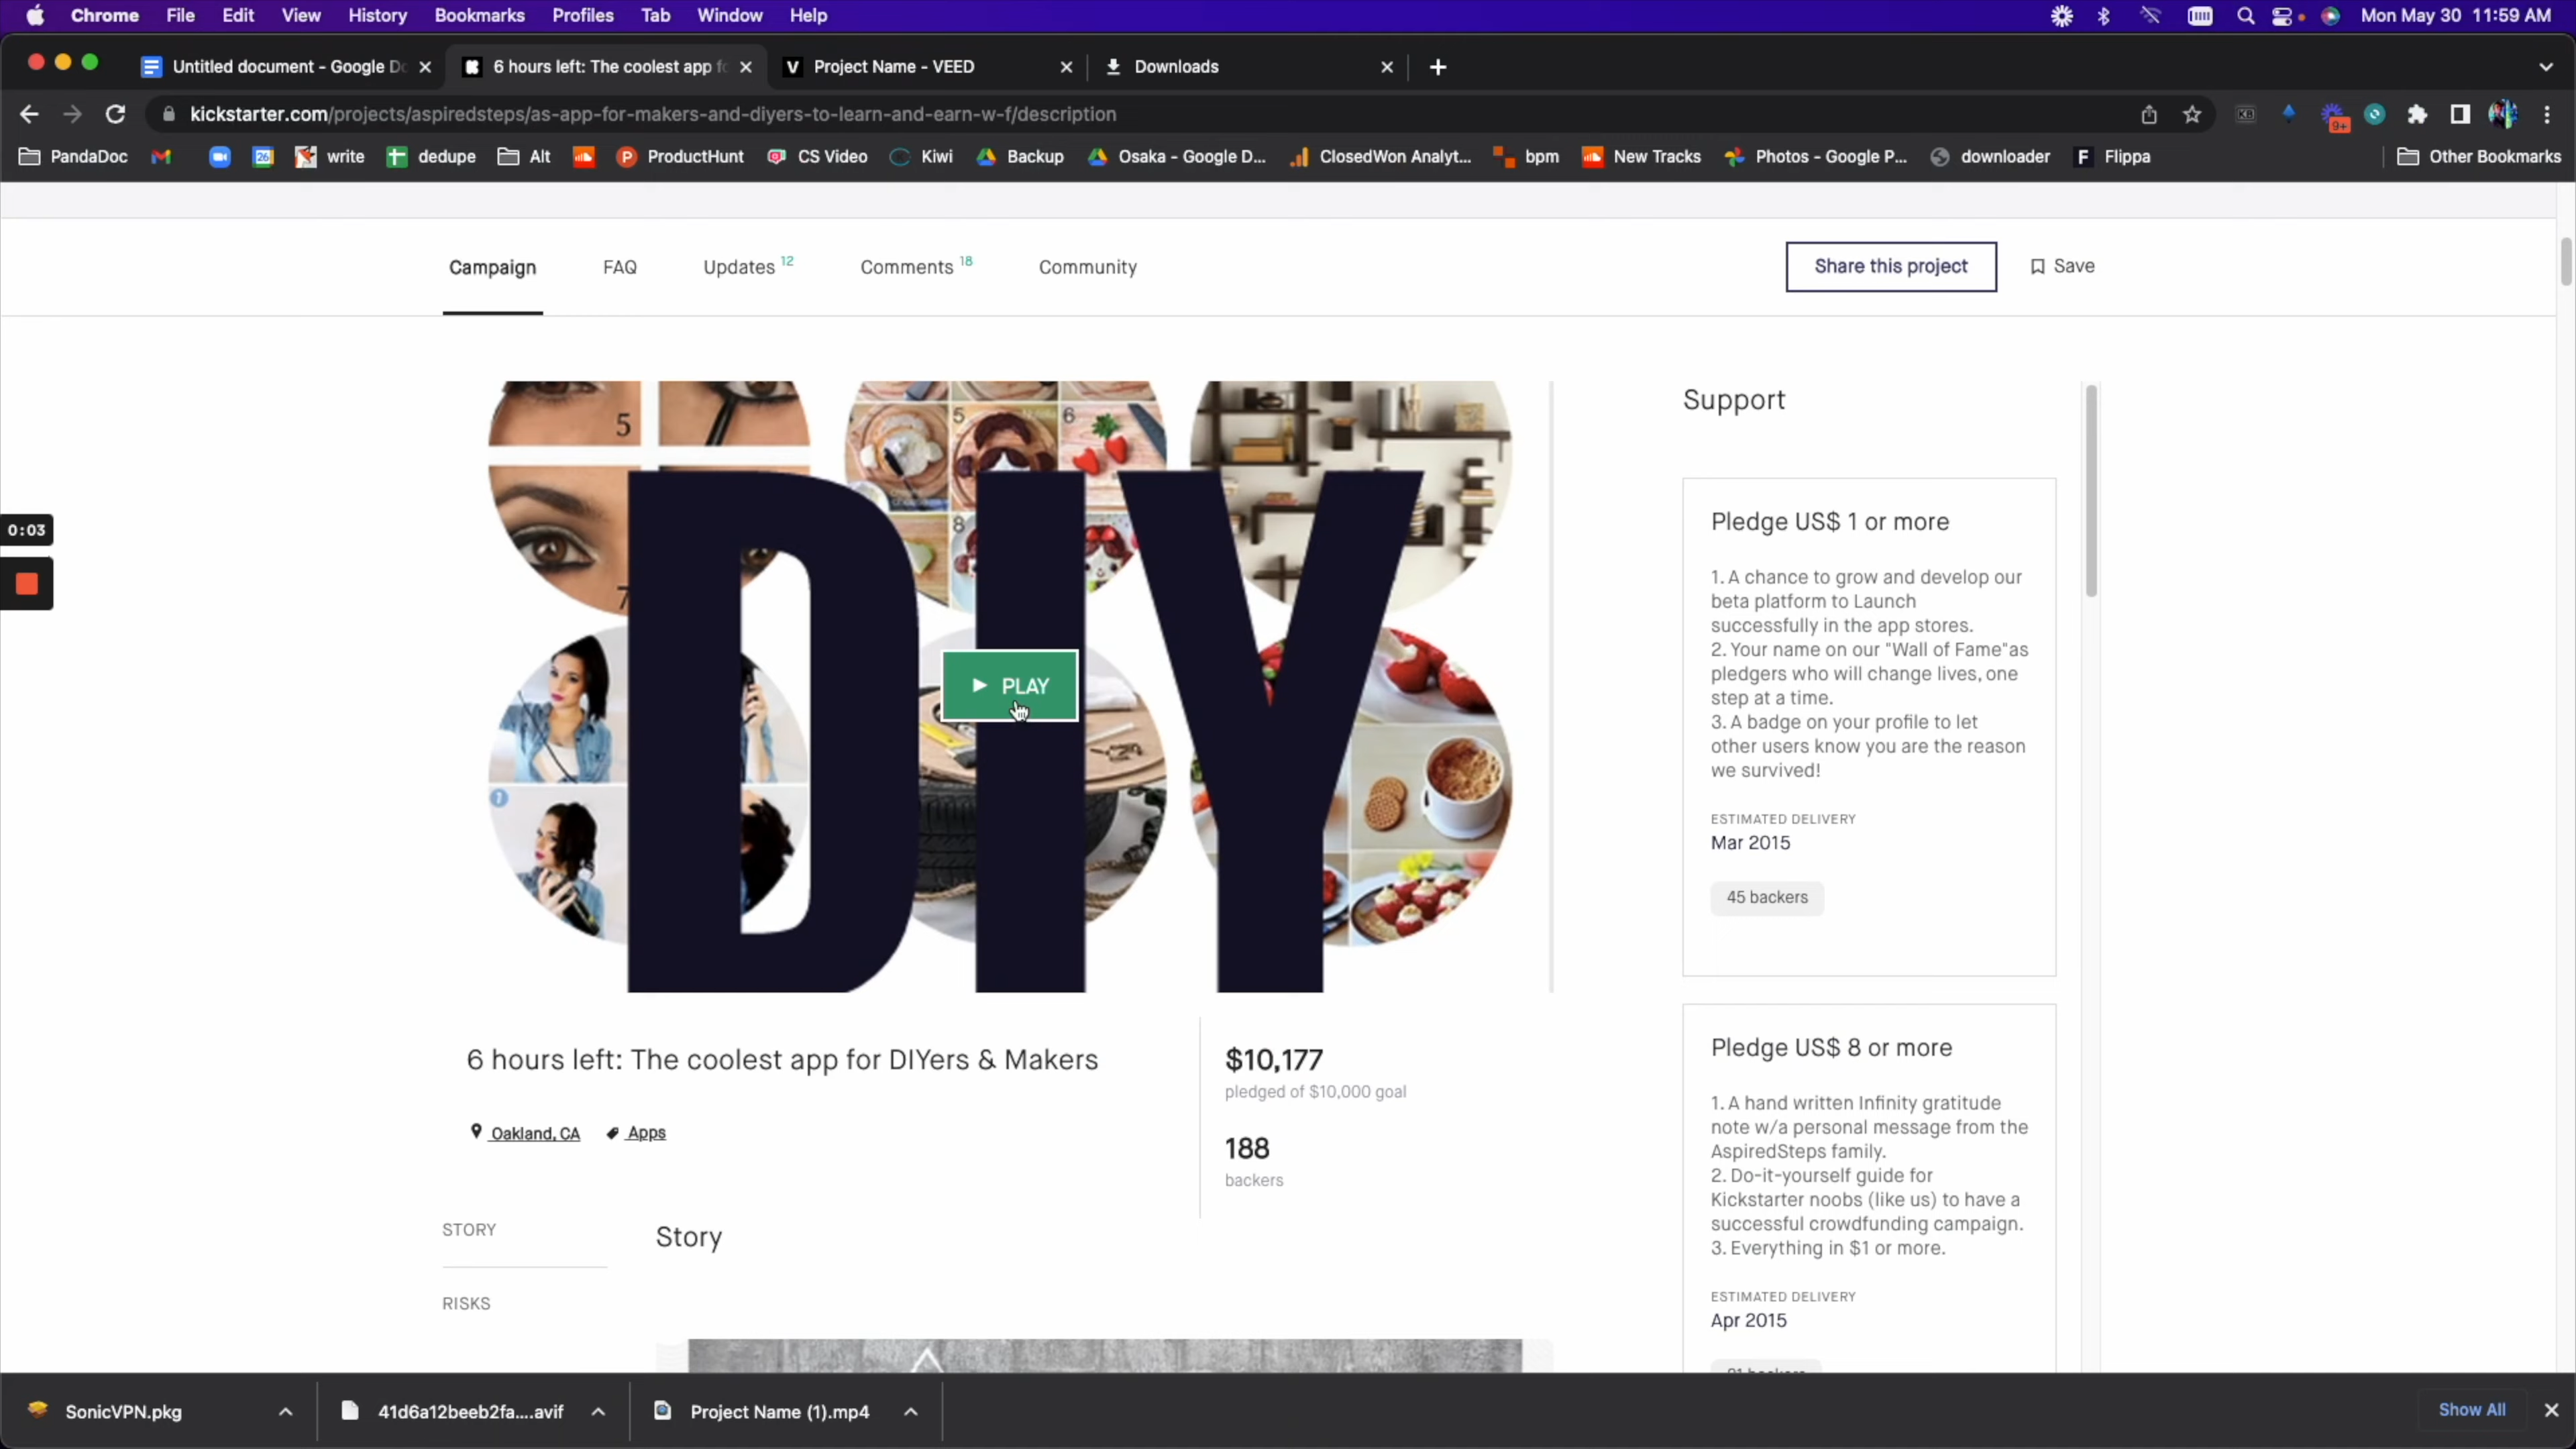 Chrome File Edit View History Bookmarks Profiles Tab Window Help Mon May 30 11:59 AM
Untitled document - Google Do 6 hours left: The coolest app fo Project Name - VEED Downloads
kickstarter.com/projects/aspiredsteps/as-app-for-makers-and-diyers-to-learn-and-earn-w-f/description 9+
PandaDoc 26 write dedupe Alt ProductHunt CS Video Kiwi Backup Osaka - Google D... ClosedWon Analyt... bpm New Tracks Photos - Google P... downloader Flippa Other Bookmarks
Campaign FAQ Updates 12 Comments 18 Community Share this project Save
0:03
5
5 6
8
7
DIY
PLAY
6 hours left: The coolest app for DIYers & Makers
Oakland, CA Apps
$10,177
pledged of $10,000 goal
188
backers
STORY
RISKS
Story
Support
Pledge US$ 1 or more
1. A chance to grow and develop our
beta platform to Launch
successfully in the app stores.
2. Your name on our "Wall of Fame"as
pledgers who will change lives, one
step at a time.
3. A badge on your profile to let
other users know you are the reason
we survived!
ESTIMATED DELIVERY
Mar 2015
45 backers
Pledge US$ 8 or more
1. A hand written Infinity gratitude
note w/a personal message from the
AspiredSteps family.
2. Do-it-yourself guide for
Kickstarter noobs (like us) to have a
successful crowdfunding campaign.
3. Everything in $1 or more.
ESTIMATED DELIVERY
Apr 2015
SonicVPN.pkg 41d6a12beeb2fa....avif Project Name (1).mp4 Show All